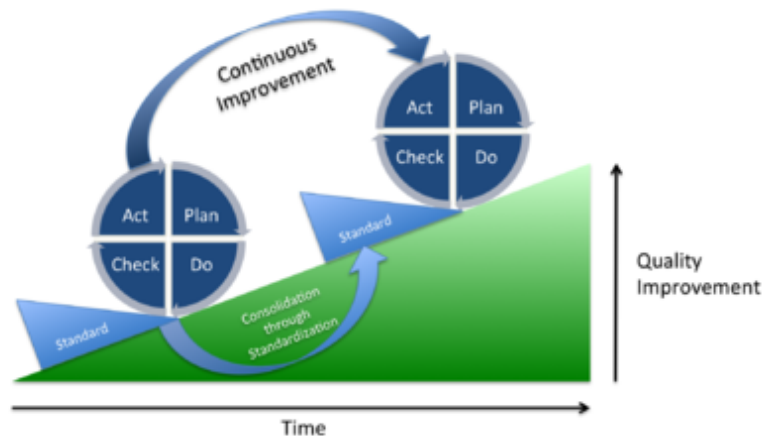 Continuous
Improvement
Act
Plan
Check
Do
Act
Plan
Check
Do
Standard
Standard
Consolidation
through
Standardization
Quality
Improvement
Time